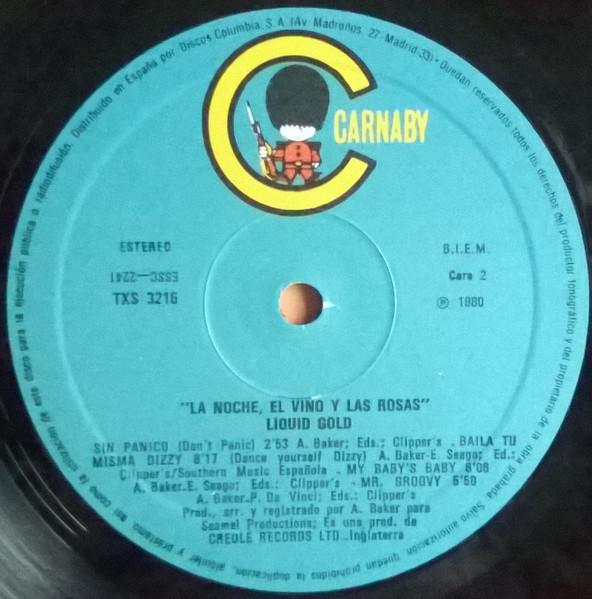 Distribuido en España por Discos Columbia, S.A. (Av. Madroños, 27-Madrid-33) • Quedan reservados todos los derechos del productor fonográfico y del propietario de la obra grabada. Salvo autorización quedan prohibidos la duplicación, alquiler y préstamo, así como la utilización de este disco para la ejecución pública o radiodifusión.
CARNABY
ESTEREO
B.I.E.M.
ESSC-2241
Cara 2
TXS 3216
℗ 1980
"LA NOCHE, EL VINO Y LAS ROSAS"
LIQUID GOLD
SIN PANICO (Don't Panic) 2'53 A. Baker; Eds.: Clipper's - BAILA TU
MISMA DIZZY 8'17 (Dance yourself Dizzy) A. Baker-E. Seago; Ed.:
Clipper's/Southern Music Española - MY BABY'S BABY 6'08
A. Baker-E. Seago; Eds.: Clipper's - MR. GROOVY 5'50
A. Baker-P. Da Vinci; Eds.: Clipper's
Prod., arr. y registrado por A. Baker para
Seamel Productions; Es una prod. de
CREOLE RECORDS LTD., Inglaterra